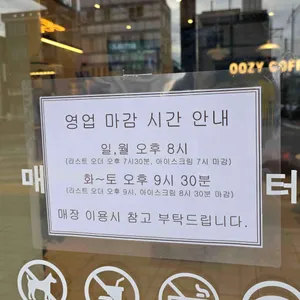 OOZY COFF
영업 마감 시간 안내
일,월 오후 8시
(라스트 오더 오후 7시30분, 아이스크림 7시 마감)
화~토 오후 9시 30분
(라스트 오더 오후 9시, 아이스크림 8시 30분 마감)
매장 이용시 참고 부탁드립니다.
매
터